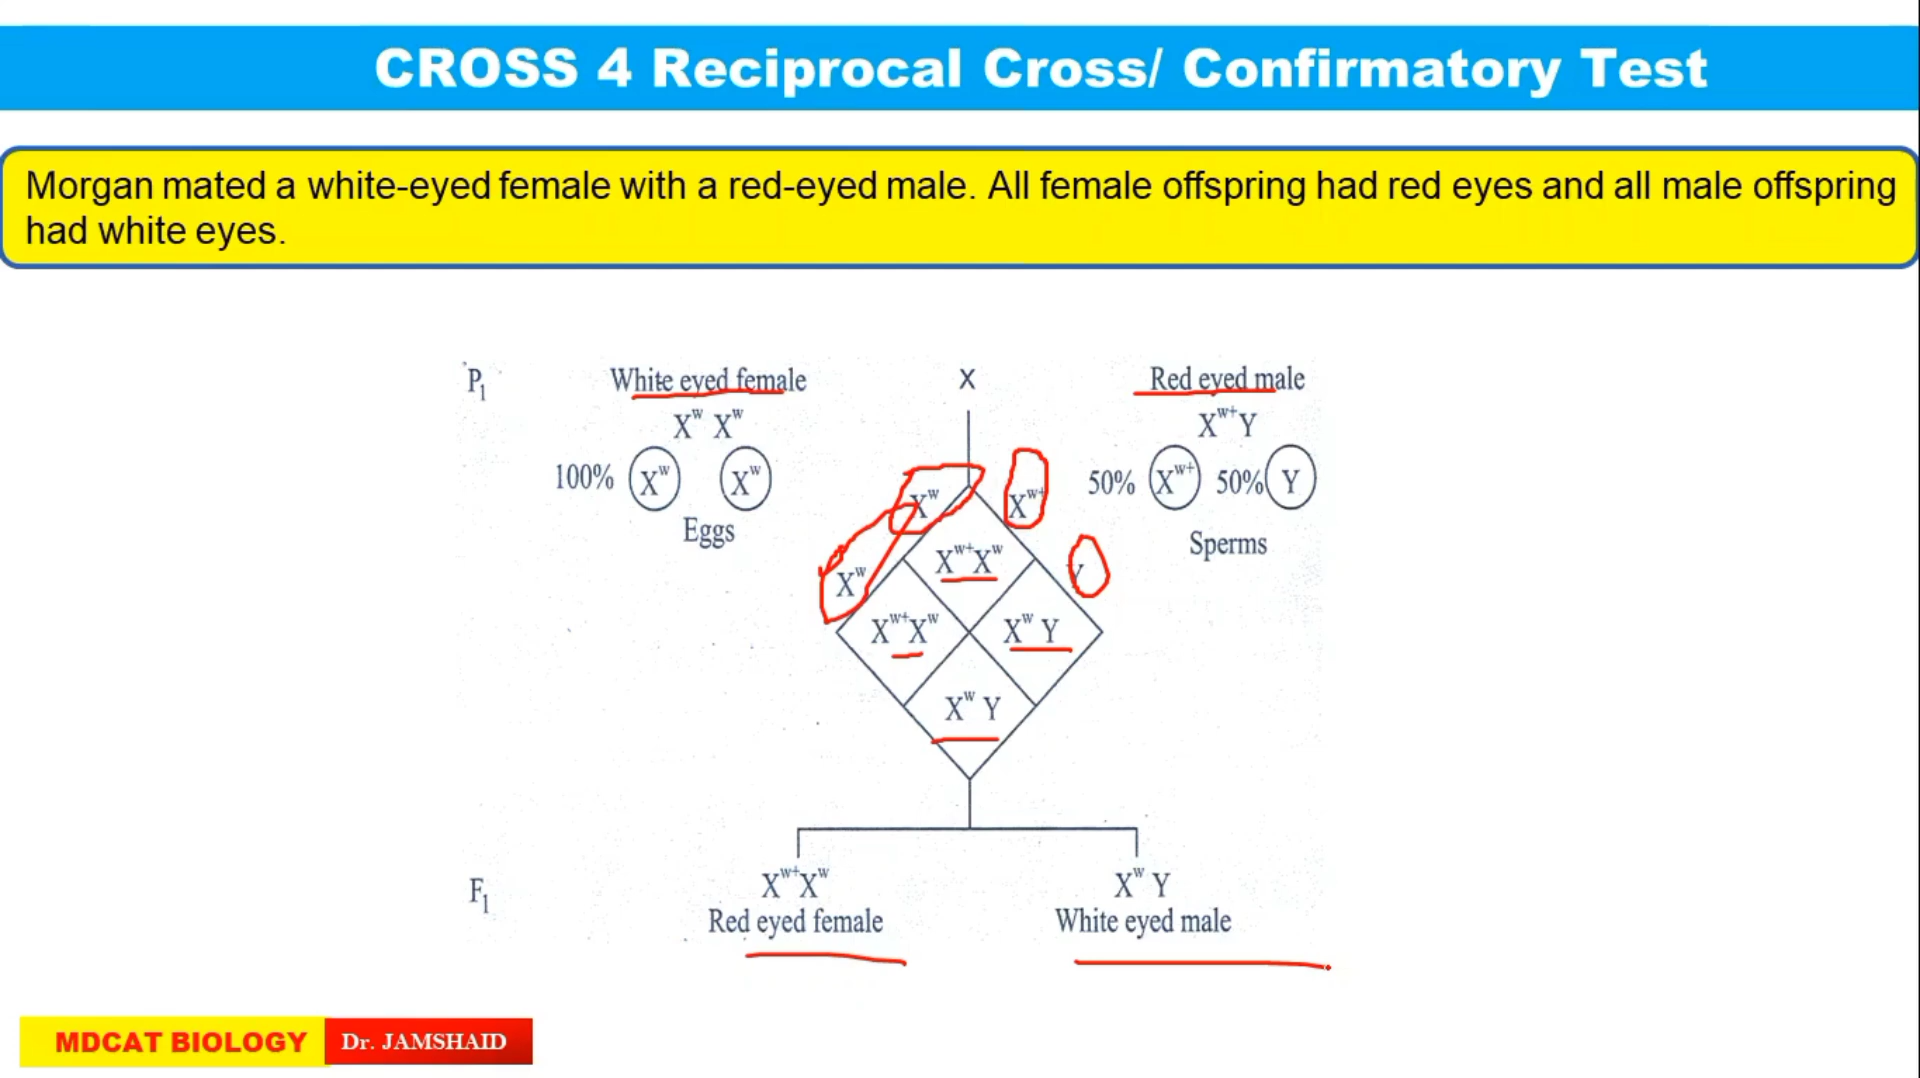 CROSS 4 Reciprocal Cross/ Confirmatory Test
Morgan mated a white-eyed female with a red-eyed male. All female offspring had red eyes and all male offspring
had white eyes.
P₁ White eyed female X Red eyed male
Xʷ Xʷ Xʷ⁺Y
100% Xʷ Xʷ 50% Xʷ⁺ 50% Y
Eggs Sperms
Xʷ Xʷ⁺
Xʷ⁺Xʷ
Xʷ Y
Xʷ⁺Xʷ Xʷ Y
Xʷ Y
F₁ Xʷ⁺Xʷ Xʷ Y
Red eyed female White eyed male
MDCAT BIOLOGY Dr. JAMSHAID